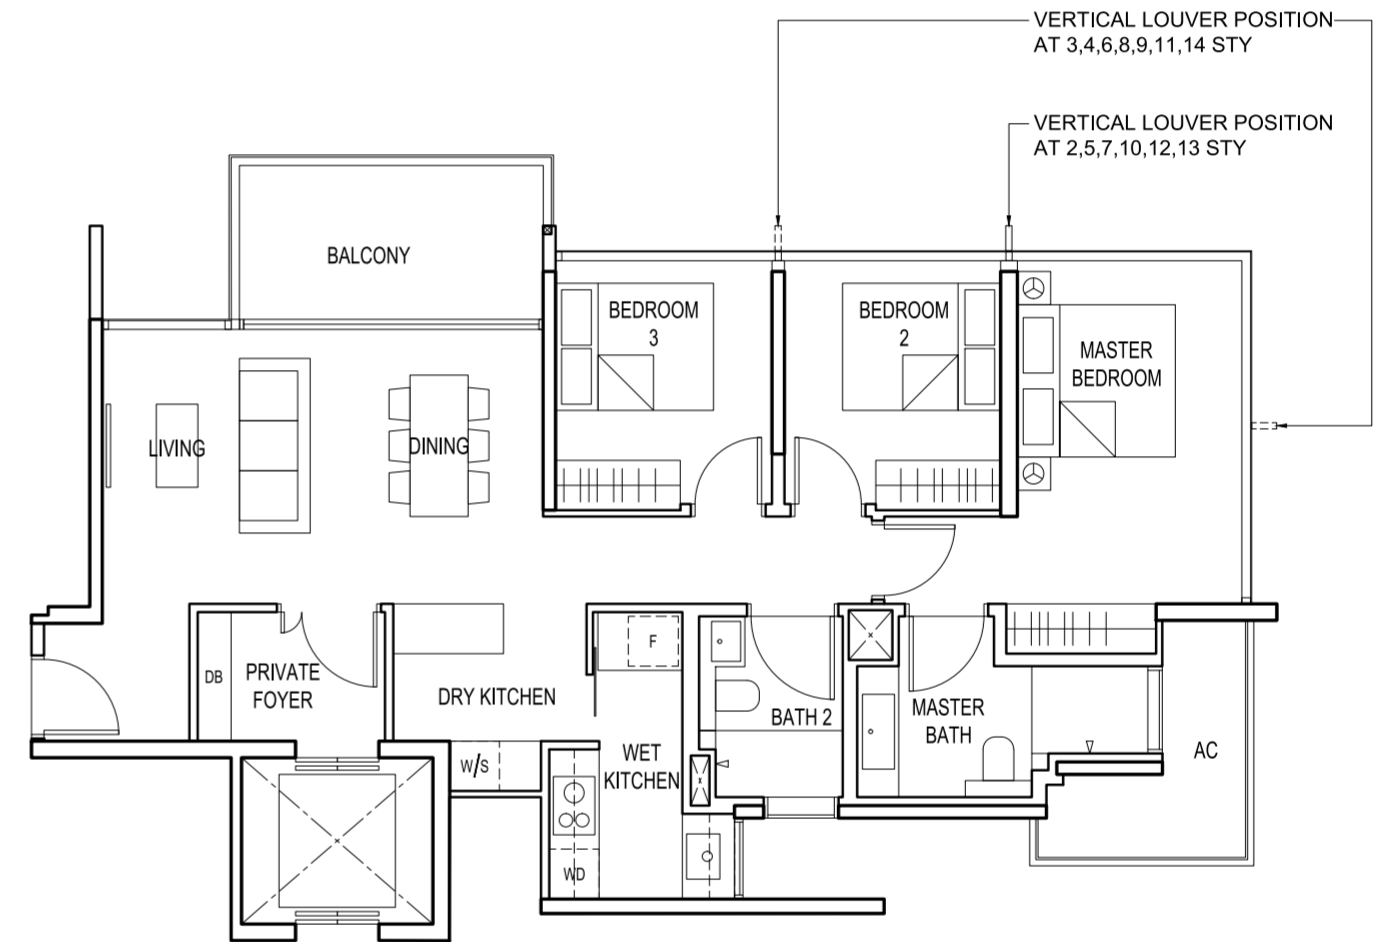 VERTICAL LOUVER POSITION
AT 3,4,6,8,9,11,14 STY
VERTICAL LOUVER POSITION
AT 2,5,7,10,12,13 STY
BALCONY
BEDROOM
3
BEDROOM
2
MASTER
BEDROOM
LIVING
DINING
DB
PRIVATE
FOYER
DRY KITCHEN
F
W/S
WET
KITCHEN
WD
BATH 2
MASTER
BATH
AC